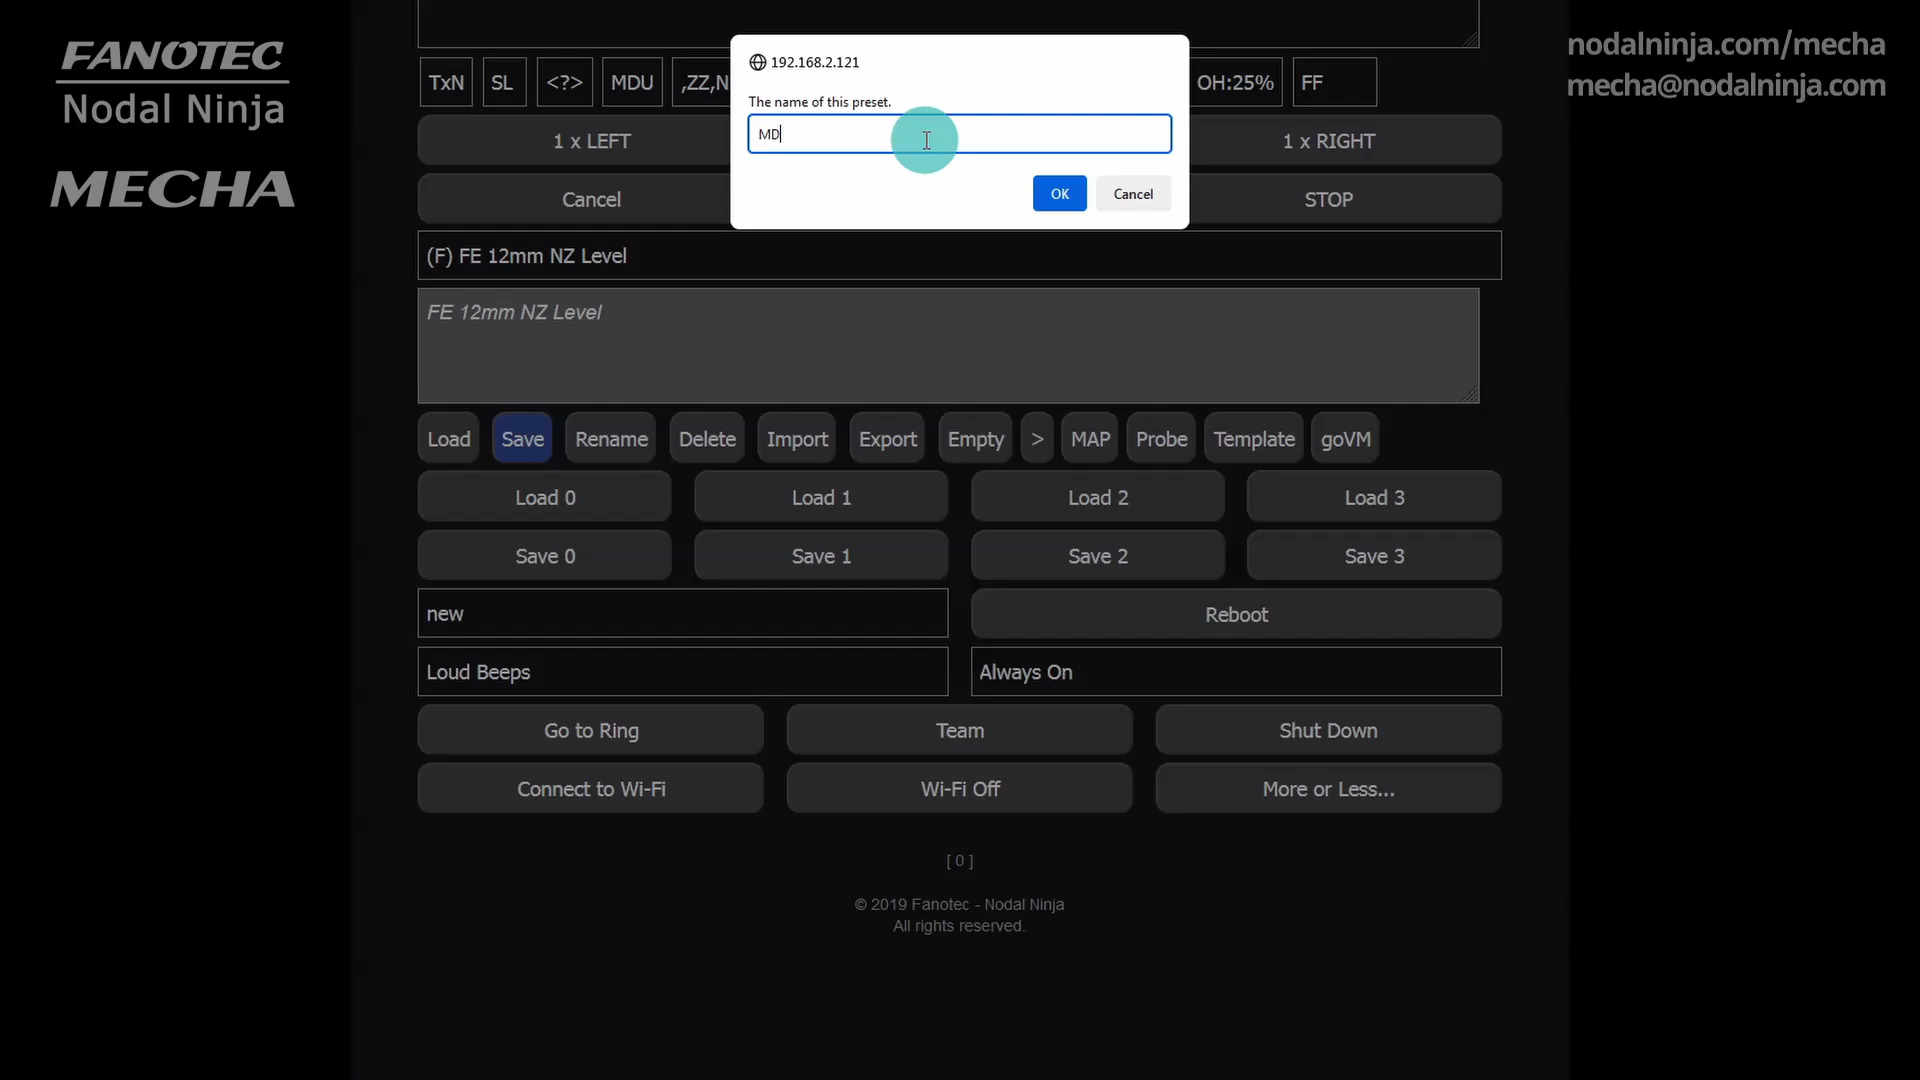 FANOTEC
Nodal Ninja
MECHA
nodalninja.com/mecha
mecha@nodalninja.com
192.168.2.121
The name of this preset.
MD
OK
Cancel
TxN
SL
<?>
MDU
,ZZ,N
OH:25%
FF
1 x LEFT
1 x RIGHT
Cancel
STOP
(F) FE 12mm NZ Level
FE 12mm NZ Level
Load
Save
Rename
Delete
Import
Export
Empty
>
MAP
Probe
Template
goVM
Load 0
Load 1
Load 2
Load 3
Save 0
Save 1
Save 2
Save 3
new
Reboot
Loud Beeps
Always On
Go to Ring
Team
Shut Down
Connect to Wi-Fi
Wi-Fi Off
More or Less...
[ 0 ]
© 2019 Fanotec - Nodal Ninja
All rights reserved.